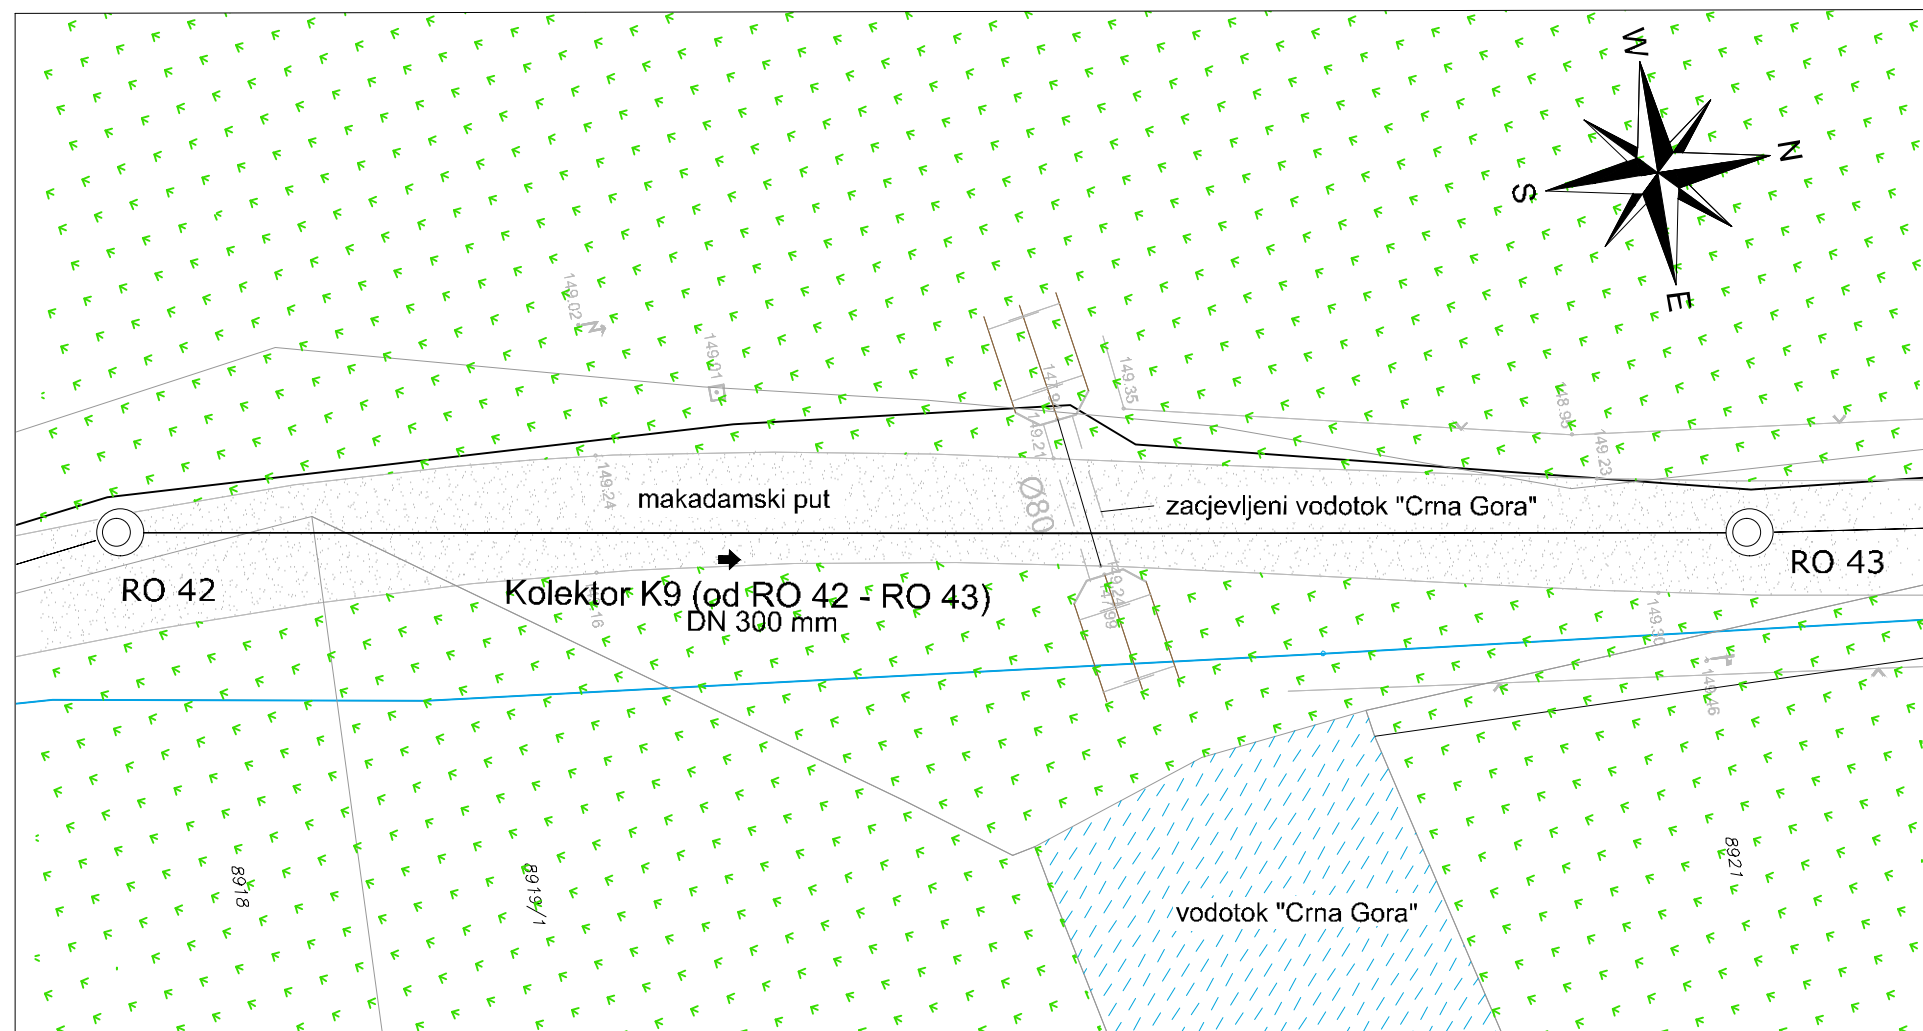 W
N
S
E
149.02
149.01
149.35
149.21
148.95
149.23
149.24
Ø80
makadamski put
zacjevljeni vodotok "Crna Gora"
RO 42
RO 43
Kolektor K9 (od RO 42 - RO 43)
DN 300 mm
149.24
149.30
149.46
8918
8919/1
8921
vodotok "Crna Gora"